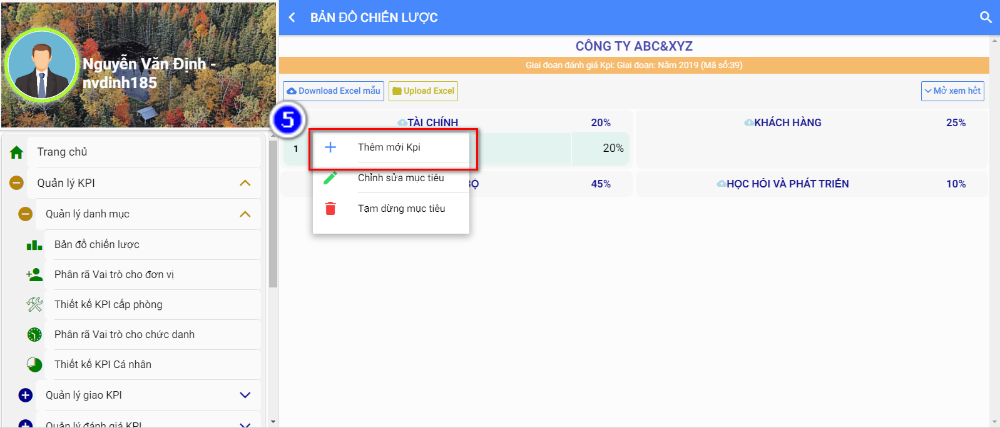 Nguyễn Văn Định -
nvdinh185
Trang chủ
Quản lý KPI
Quản lý danh mục
Bản đồ chiến lược
Phân rã Vai trò cho đơn vị
Thiết kế KPI cấp phòng
Phân rã Vai trò cho chức danh
Thiết kế KPI Cá nhân
Quản lý giao KPI
Quản lý đánh giá KPI
BẢN ĐỒ CHIẾN LƯỢC
CÔNG TY ABC&XYZ
Giai đoạn đánh giá Kpi: Giai đoạn: Năm 2019 (Mã số:39)
Download Excel mẫu
Upload Excel
Mở xem hết
5
TÀI CHÍNH 20%
KHÁCH HÀNG 25%
1
20%
Thêm mới Kpi
Chỉnh sửa mục tiêu
Tạm dừng mục tiêu
45%
HỌC HỎI VÀ PHÁT TRIỂN 10%